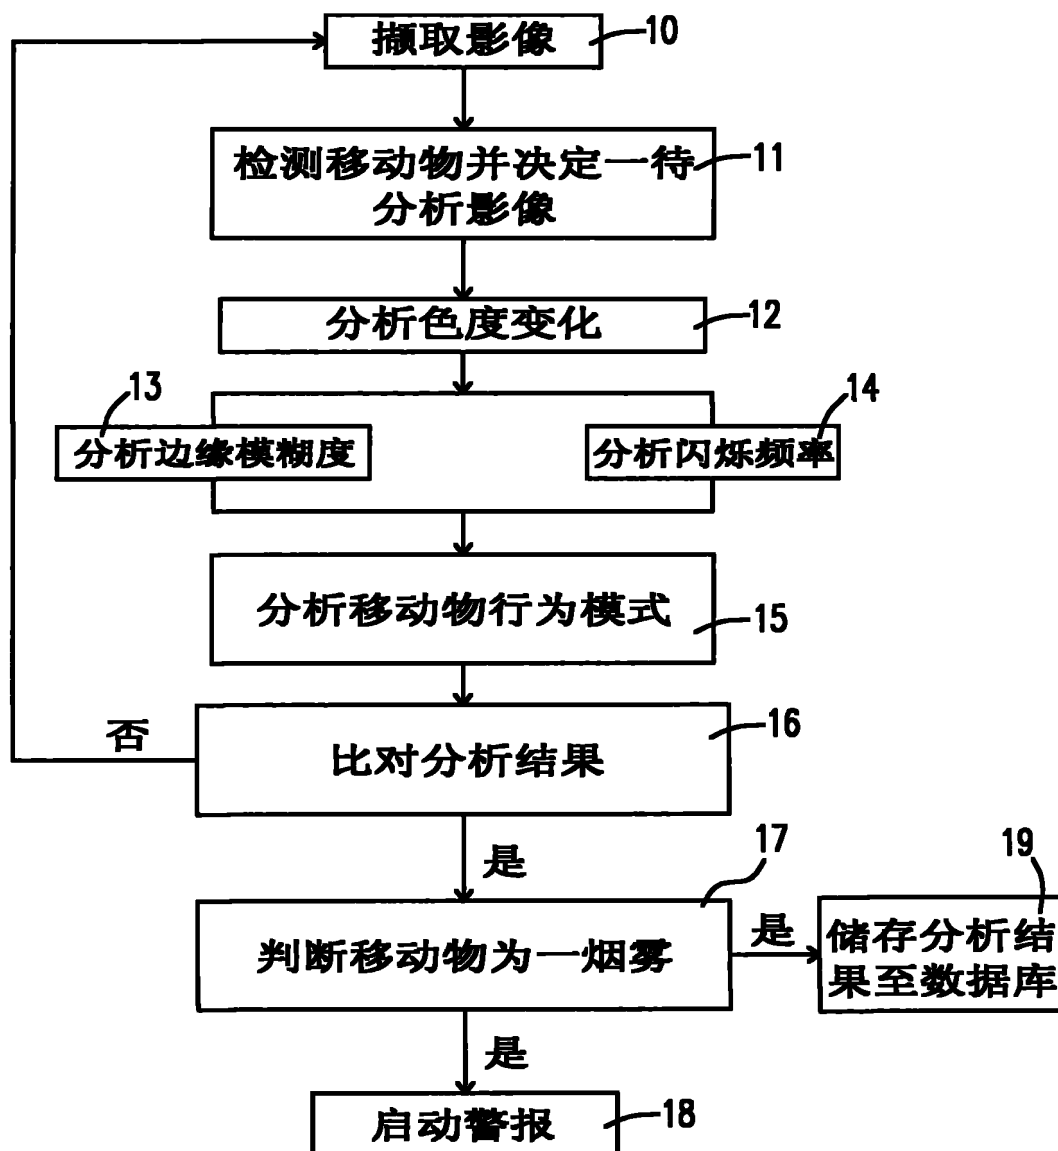 撷取影像
10
检测移动物并决定一待
分析影像
11
分析色度变化
12
13
分析边缘模糊度
14
分析闪烁频率
分析移动物行为模式
15
否
比对分析结果
16
是
17
判断移动物为一烟雾
是
19
储存分析结
果至数据库
是
启动警报
18